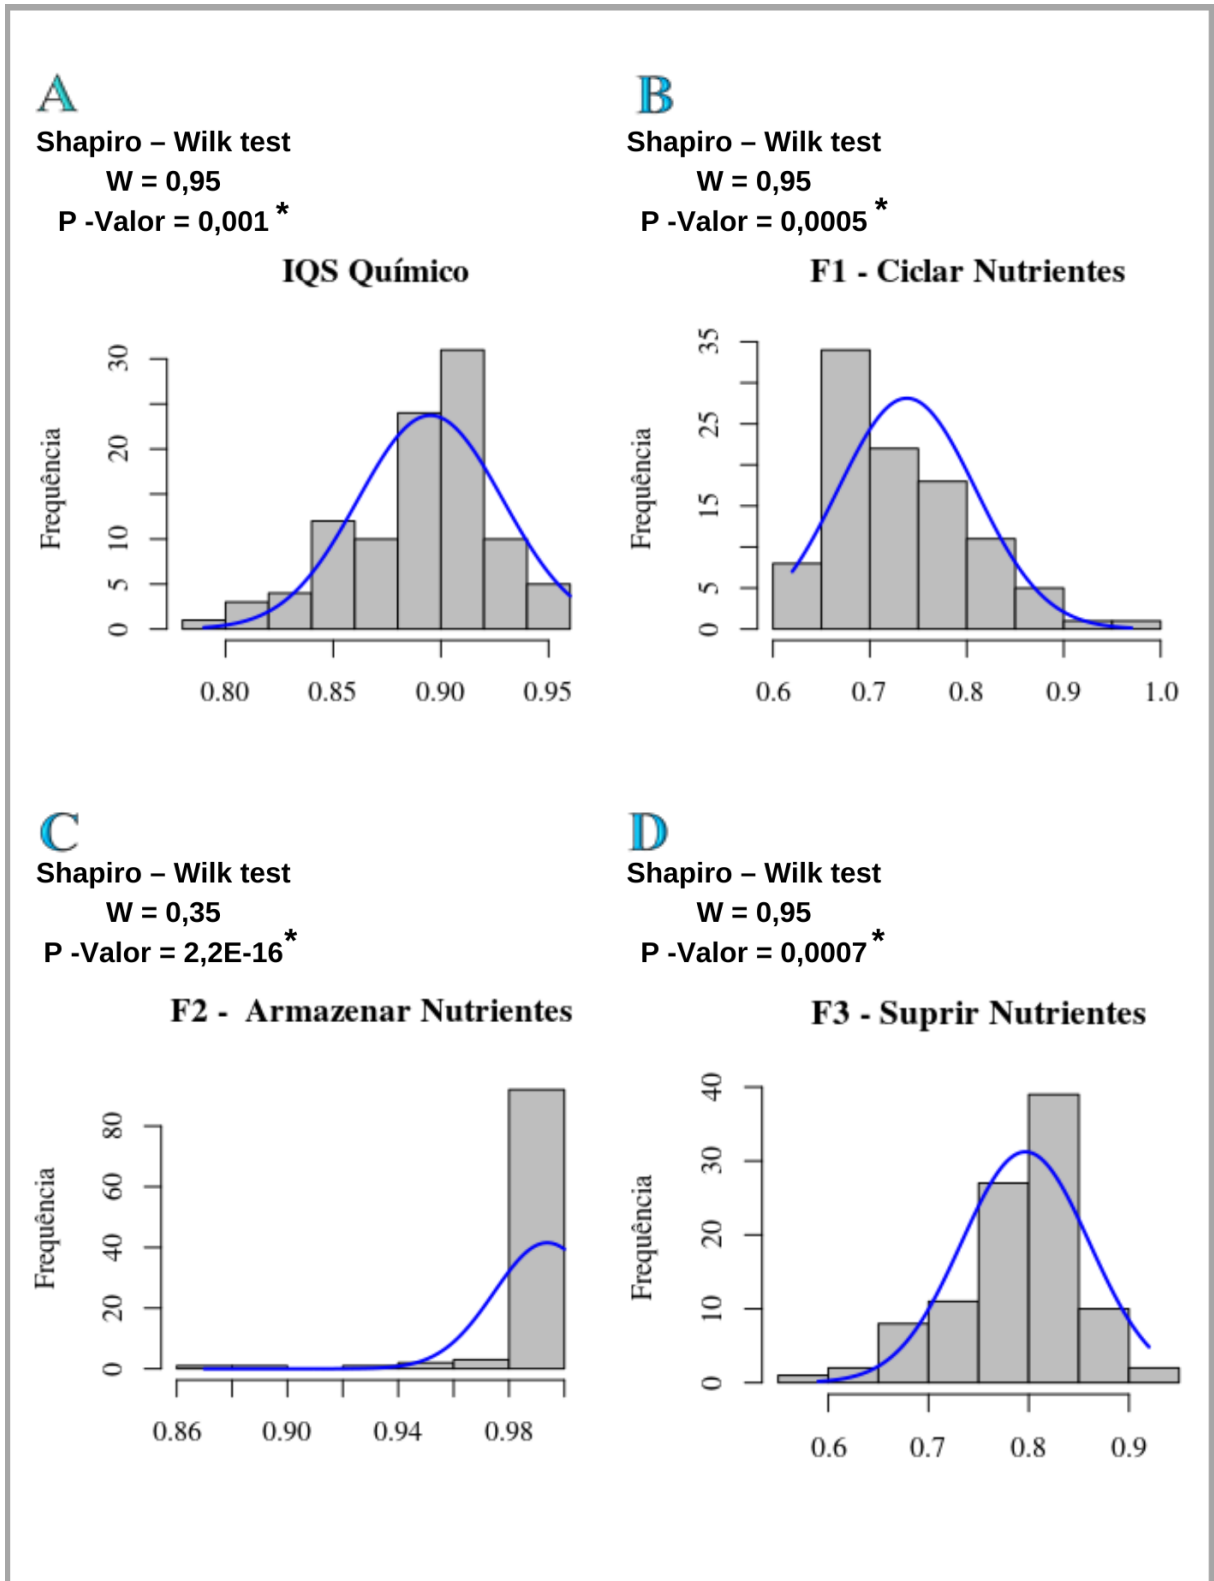 A
Shapiro – Wilk test
W = 0,95
P -Valor = 0,001 *
IQS Químico
Frequência
30
20
10
5
0
0.80 0.85 0.90 0.95
B
Shapiro – Wilk test
W = 0,95
P -Valor = 0,0005 *
F1 - Ciclar Nutrientes
Frequência
35
25
15
5
0
0.6 0.7 0.8 0.9 1.0
C
Shapiro – Wilk test
W = 0,35
P -Valor = 2,2E-16 *
F2 - Armazenar Nutrientes
Frequência
80
60
40
20
0
0.86 0.90 0.94 0.98
D
Shapiro – Wilk test
W = 0,95
P -Valor = 0,0007 *
F3 - Suprir Nutrientes
Frequência
40
30
20
10
0
0.6 0.7 0.8 0.9